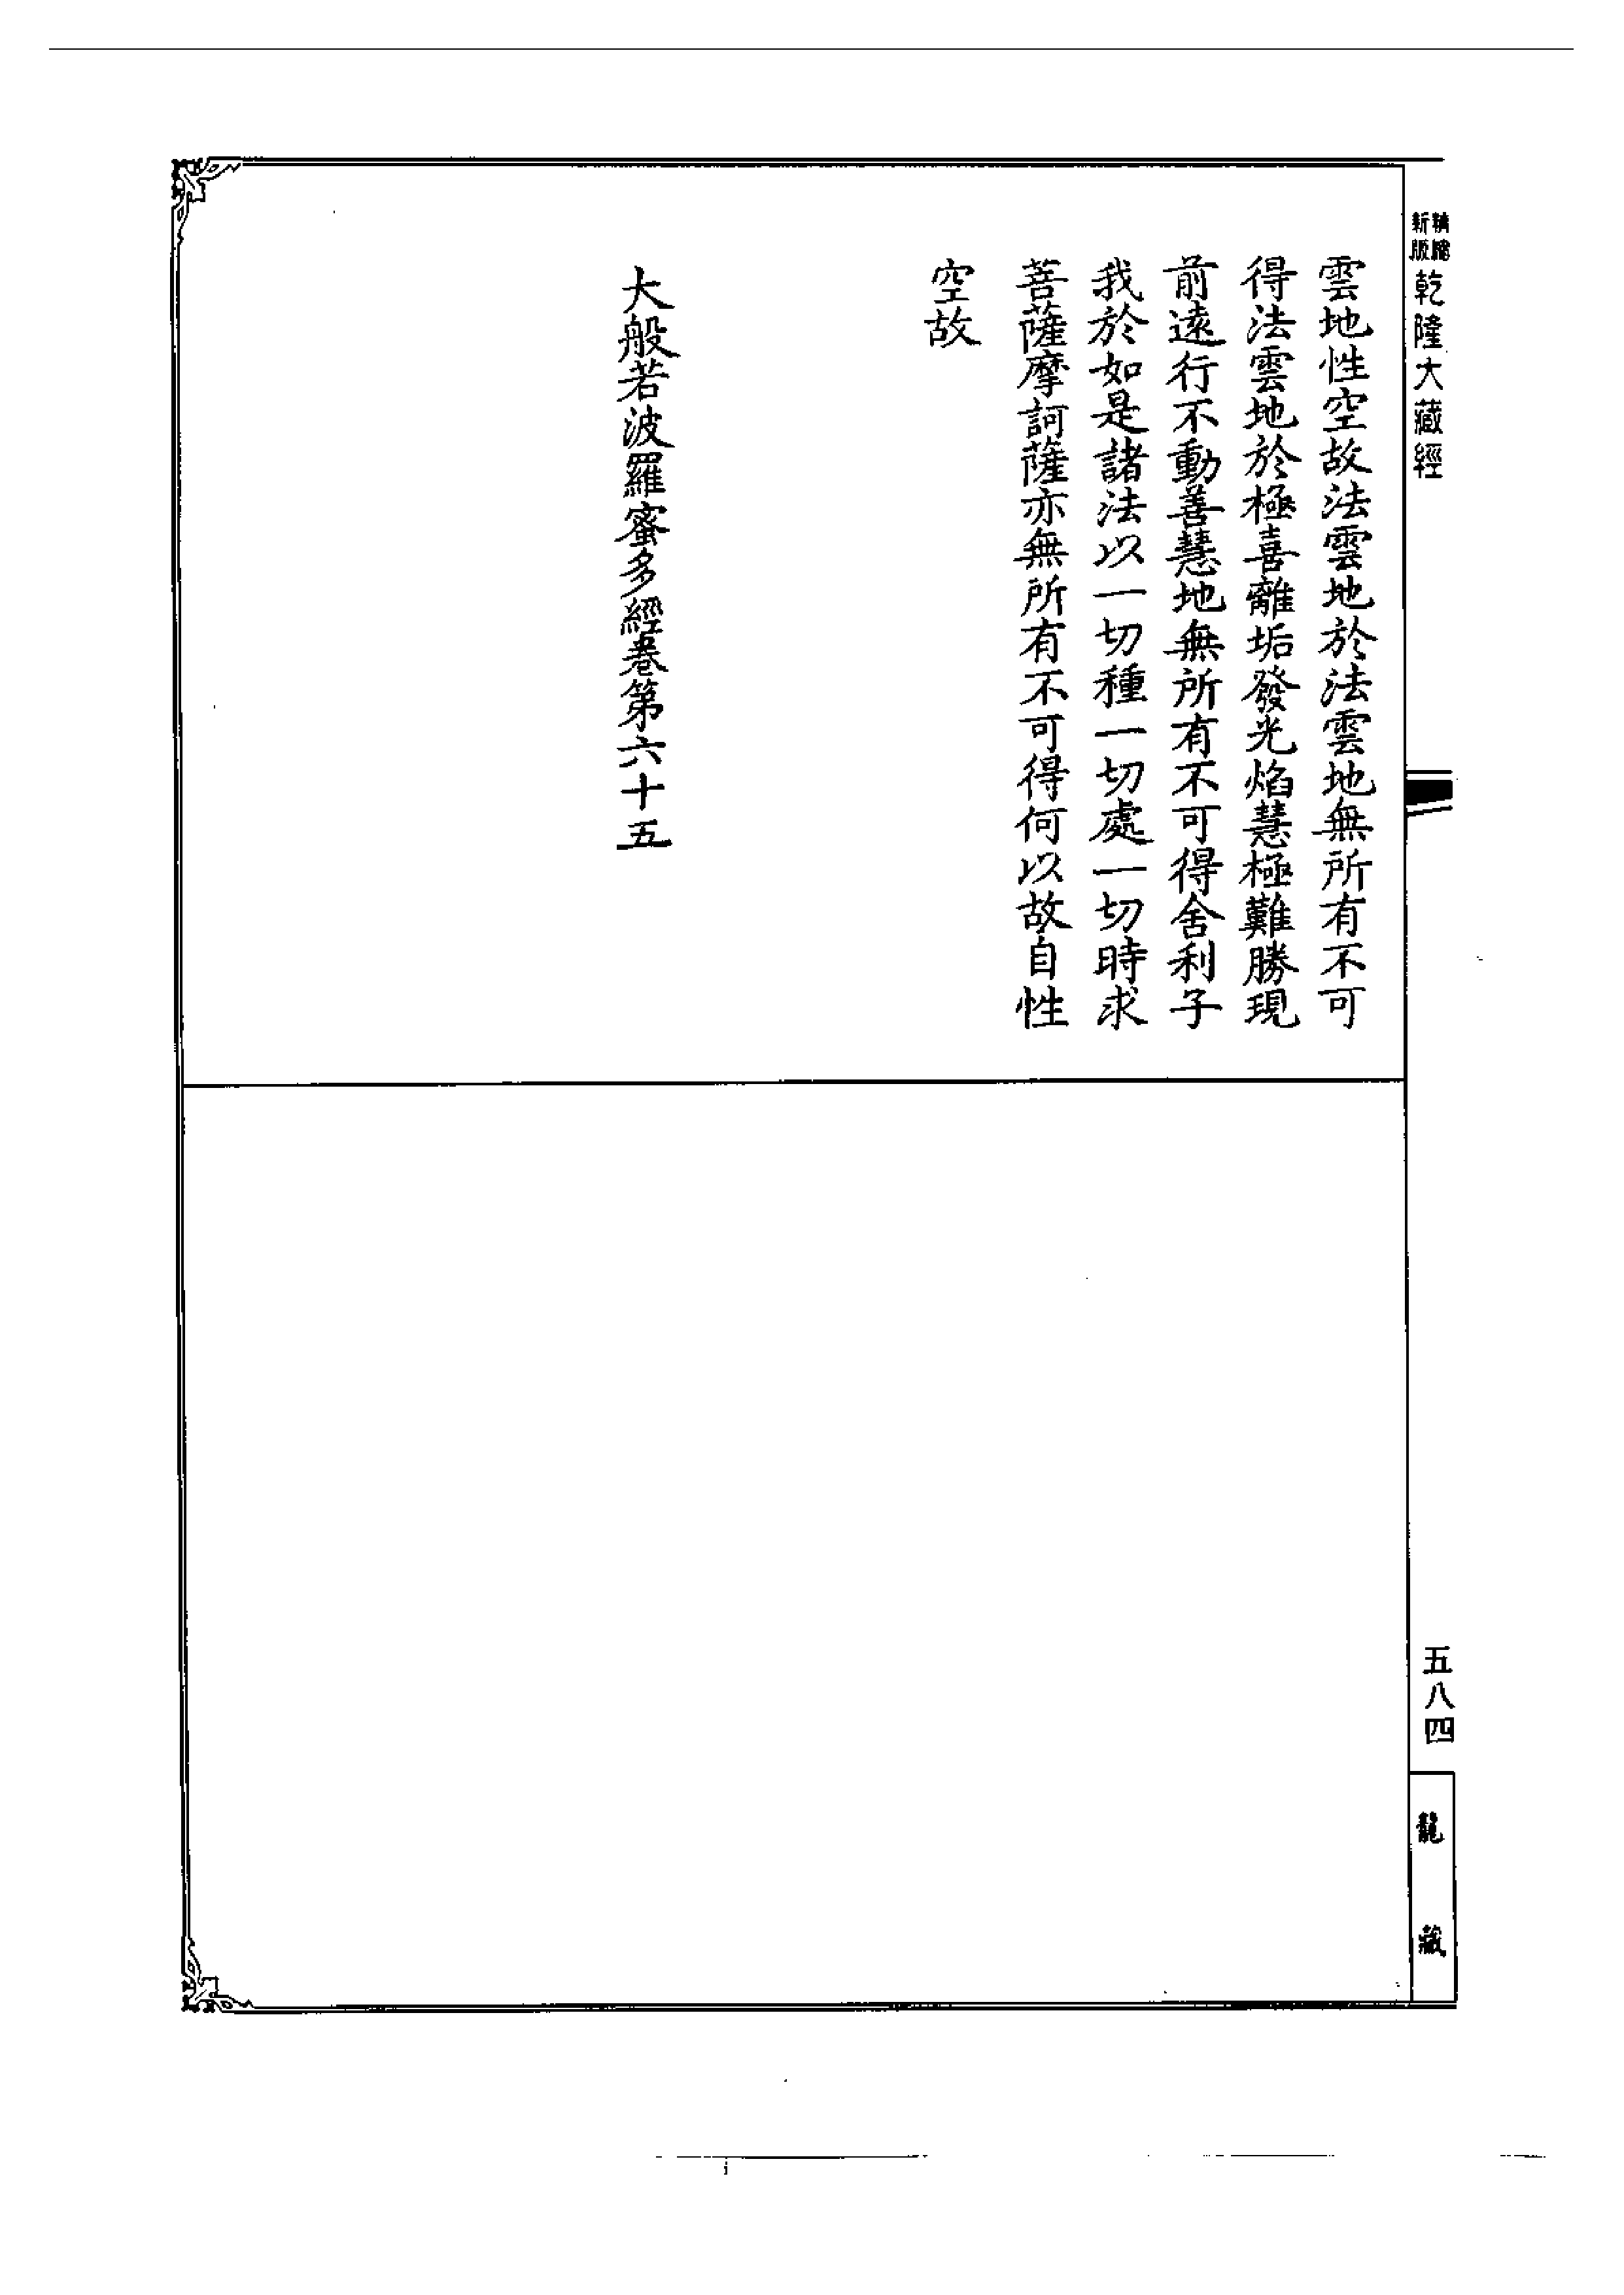 精縮新版乾隆大藏經
雲地性空故法雲地於法雲地無所有不可
得法雲地於極喜離垢發光焰慧極難勝現
前遠行不動善慧地無所有不可得舍利子
我於如是諸法以一切種一切處一切時求
菩薩摩訶薩亦無所有不可得何以故自性
空故
大般若波羅蜜多經卷第六十五
五八四
龍藏